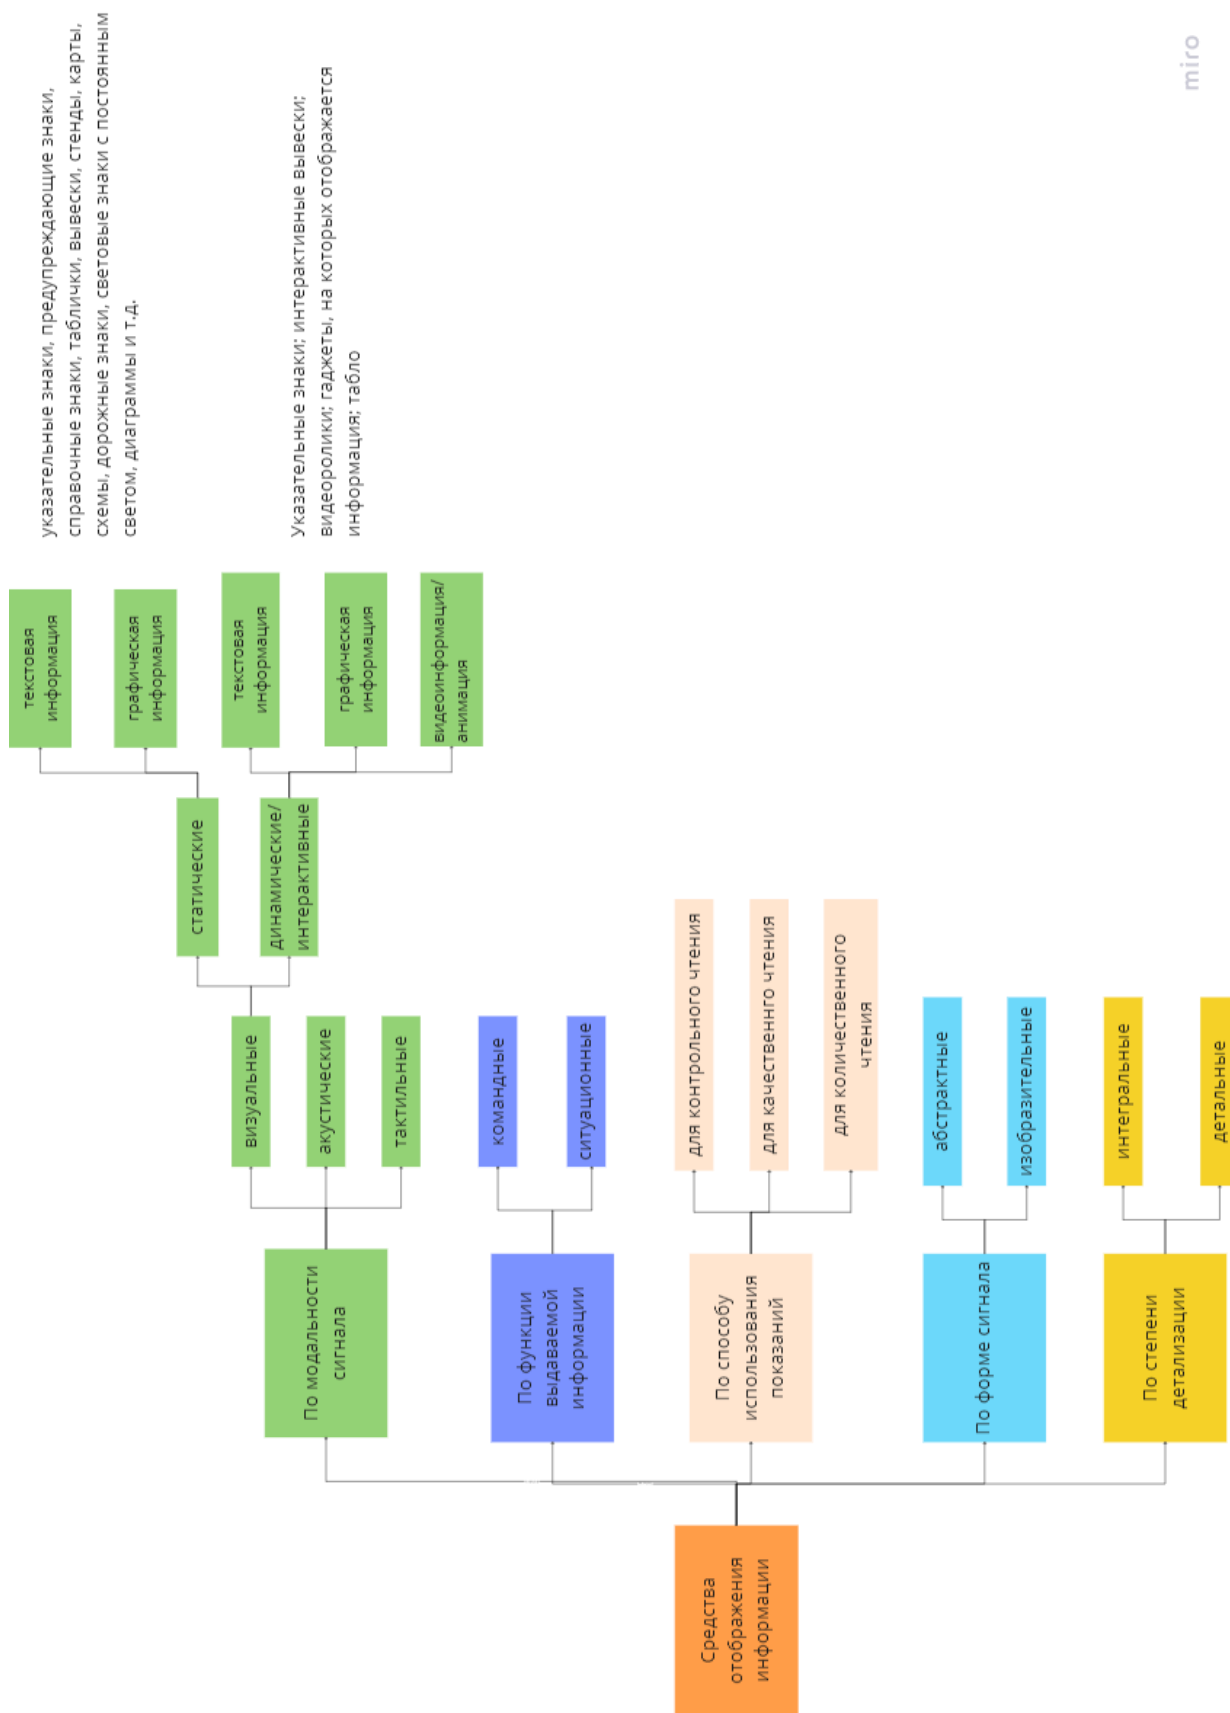 Средства
отображения
информации
По модальности
сигнала
визуальные
статические
текстовая
информация
графическая
информация
указательные знаки, предупреждающие знаки,
справочные знаки, таблички, вывески, стенды, карты,
схемы, дорожные знаки, световые знаки с постоянным
светом, диаграммы и т.д.
динамические/
интерактивные
текстовая
информация
графическая
информация
видеоинформация/
анимация
Указательные знаки; интерактивные вывески;
видеоролики; гаджеты, на которых отображается
информация; табло
акустические
тактильные
По функции
выдаваемой
информации
командные
ситуационные
По способу
использования
показаний
для контрольного чтения
для качественнго чтения
для количественного
чтения
По форме сигнала
абстрактные
изобразительные
По степени
детализации
интегральные
детальные
miro